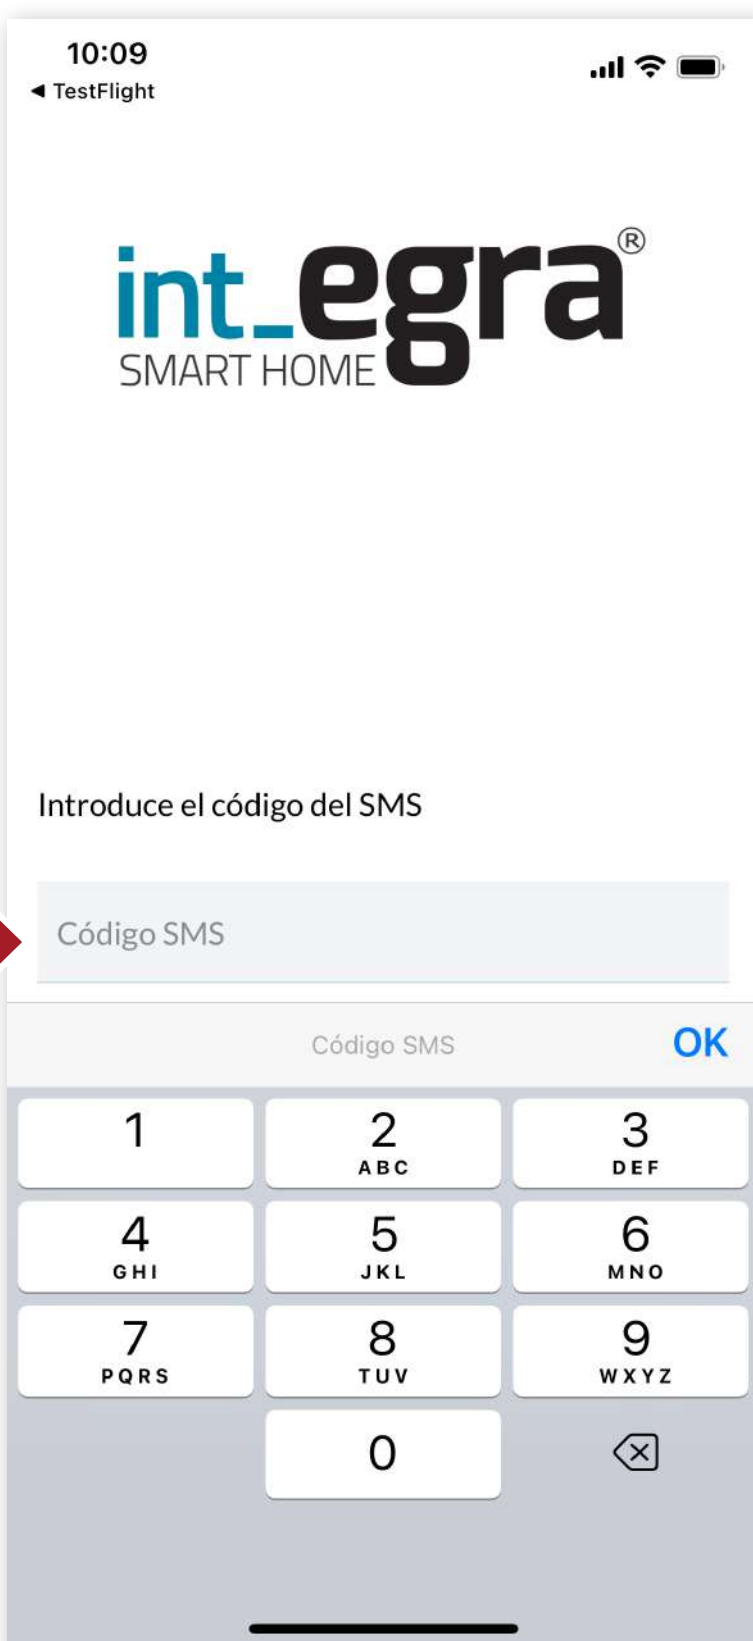 10:09
◀ TestFlight
int_egra®
SMART HOME
Introduce el código del SMS
Código SMS
Código SMS OK
1 2 3
ABC DEF
4 5 6
GHI JKL MNO
7 8 9
PQRS TUV WXYZ
0